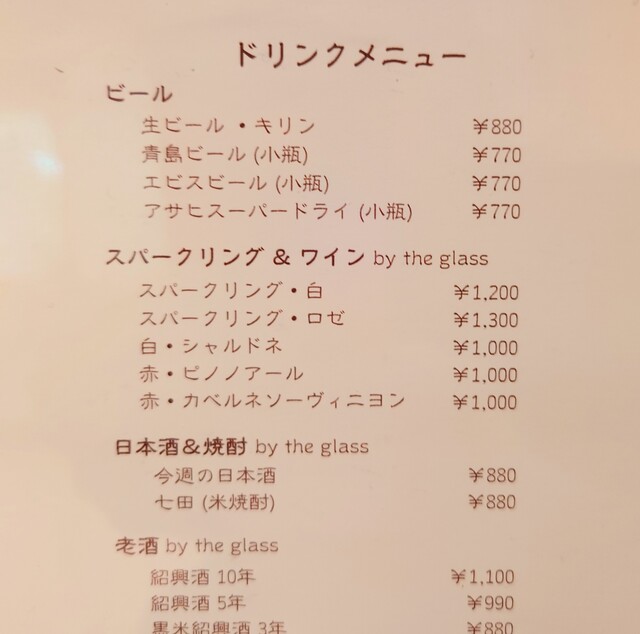 ドリンクメニュー
ビール
生ビール ・キリン ¥880
青島ビール (小瓶) ¥770
エビスビール (小瓶) ¥770
アサヒスーパードライ (小瓶) ¥770
スパークリング & ワイン by the glass
スパークリング・白 ¥1,200
スパークリング・ロゼ ¥1,300
白・シャルドネ ¥1,000
赤・ピノノアール ¥1,000
赤・カベルネソーヴィニヨン ¥1,000
日本酒&焼酎 by the glass
今週の日本酒 ¥880
七田 (米焼酎) ¥880
老酒 by the glass
紹興酒 10年 ¥1,100
紹興酒 5年 ¥990
黒米紹興酒 3年 ¥880